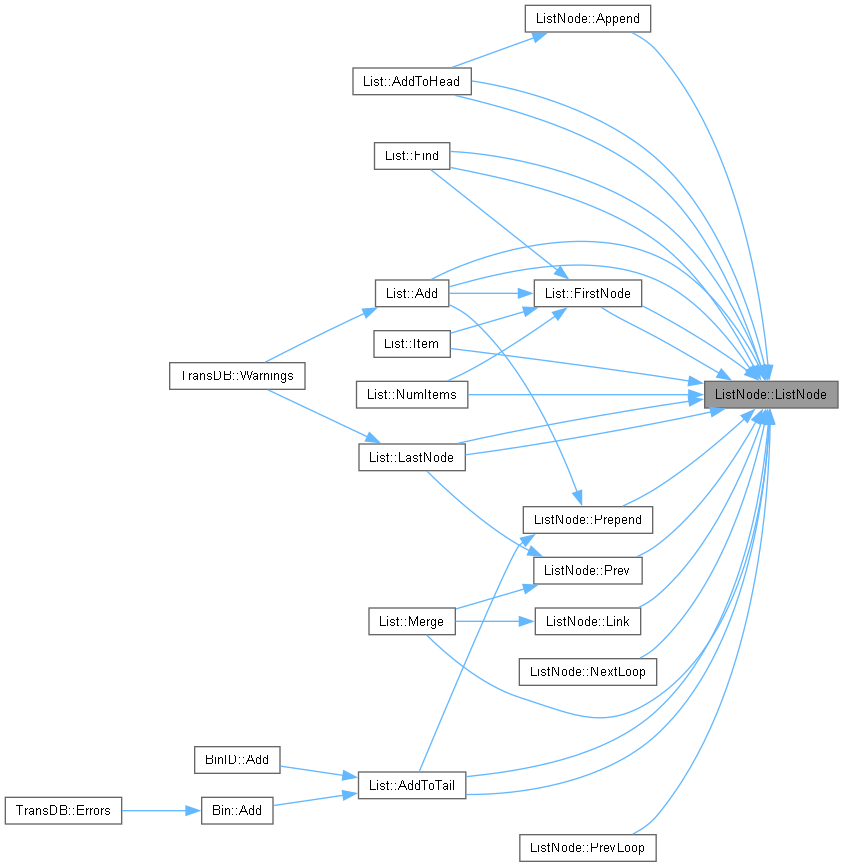 ListNode::Append
List::AddToHead
List::Find
List::FirstNode
List::Add
List::Item
TransDB::Warnings
List::NumItems
ListNode::ListNode
List::LastNode
ListNode::Prepend
ListNode::Prev
List::Merge
ListNode::Link
ListNode::NextLoop
BinID::Add
List::AddToTail
TransDB::Errors
Bin::Add
ListNode::PrevLoop